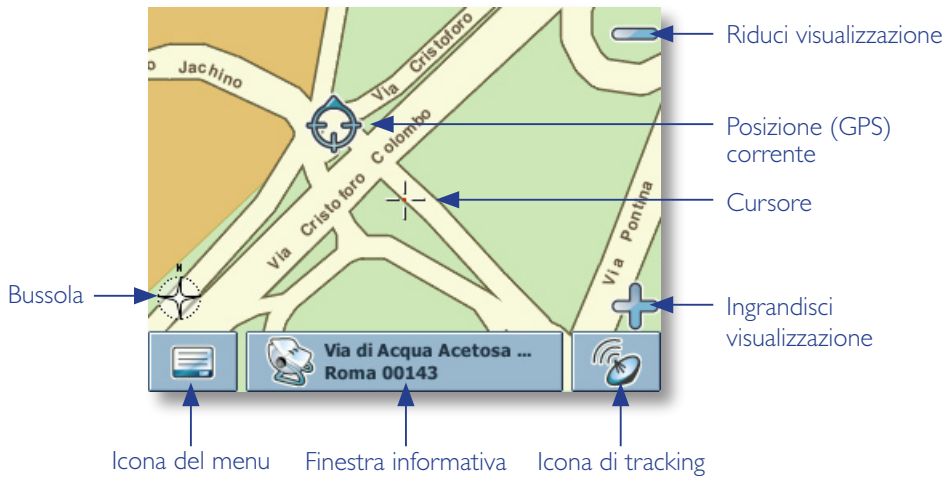 Riduci visualizzazione
Via Cristoforo
o Jachino
Posizione (GPS)
corrente
Via Cristoforo Colombo
Cursore
Via Pontina
N
Bussola
Ingrandisci
visualizzazione
Via di Acqua Acetosa ...
Roma 00143
Icona del menu
Finestra informativa
Icona di tracking